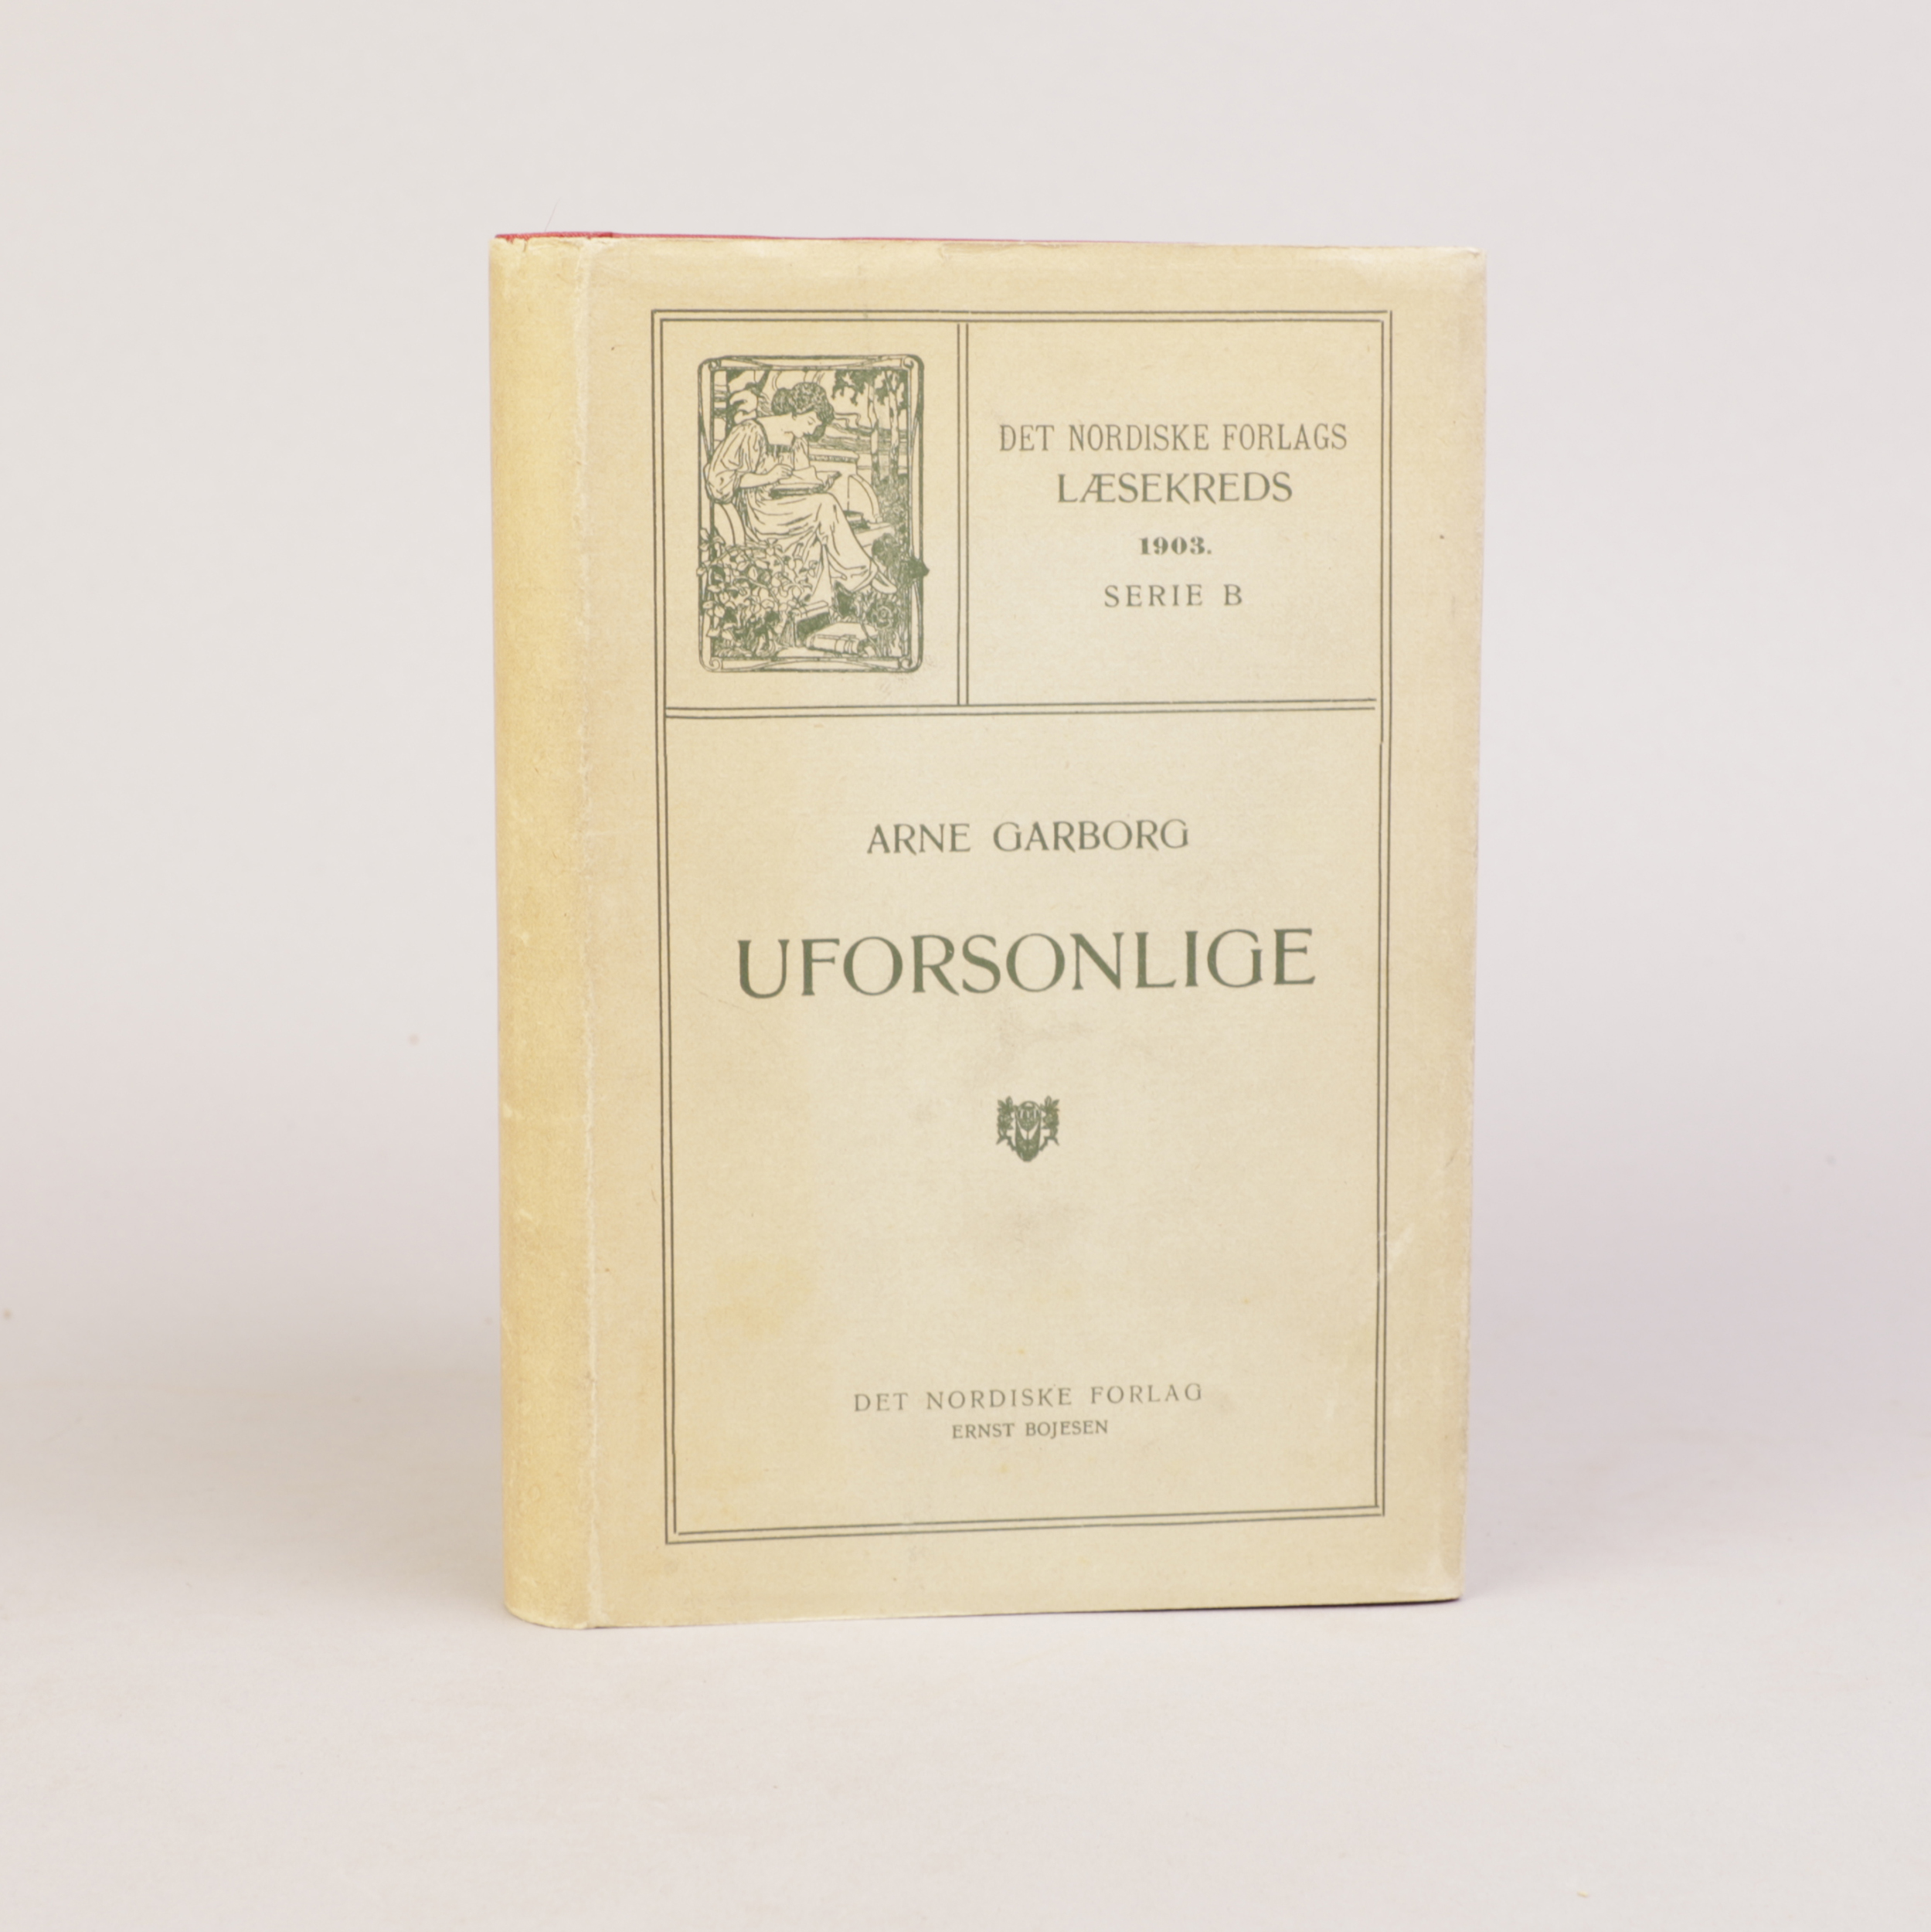 DET NORDISKE FORLAGS
LÆSEKREDS
1903.
SERIE B
ARNE GARBORG
UFORSONLIGE
DET NORDISKE FORLAG
ERNST BOJESEN